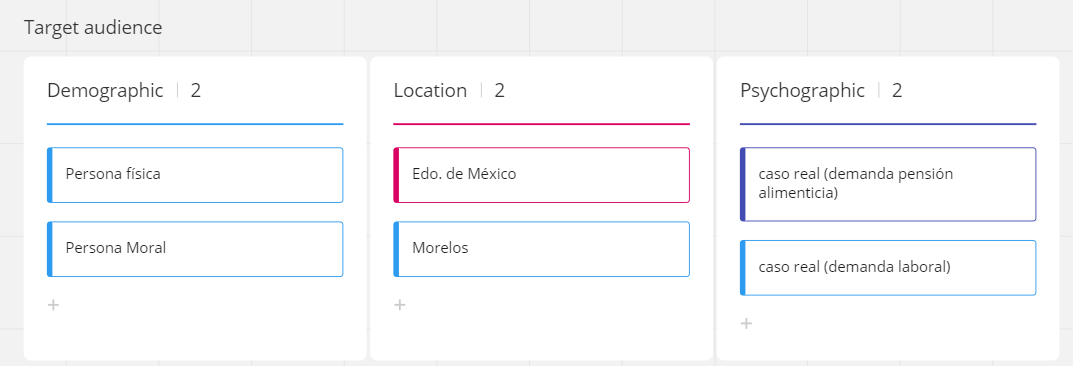 Target audience
Demographic | 2
Persona física
Persona Moral
+
Location | 2
Edo. de México
Morelos
+
Psychographic | 2
caso real (demanda pensión
alimenticia)
caso real (demanda laboral)
+